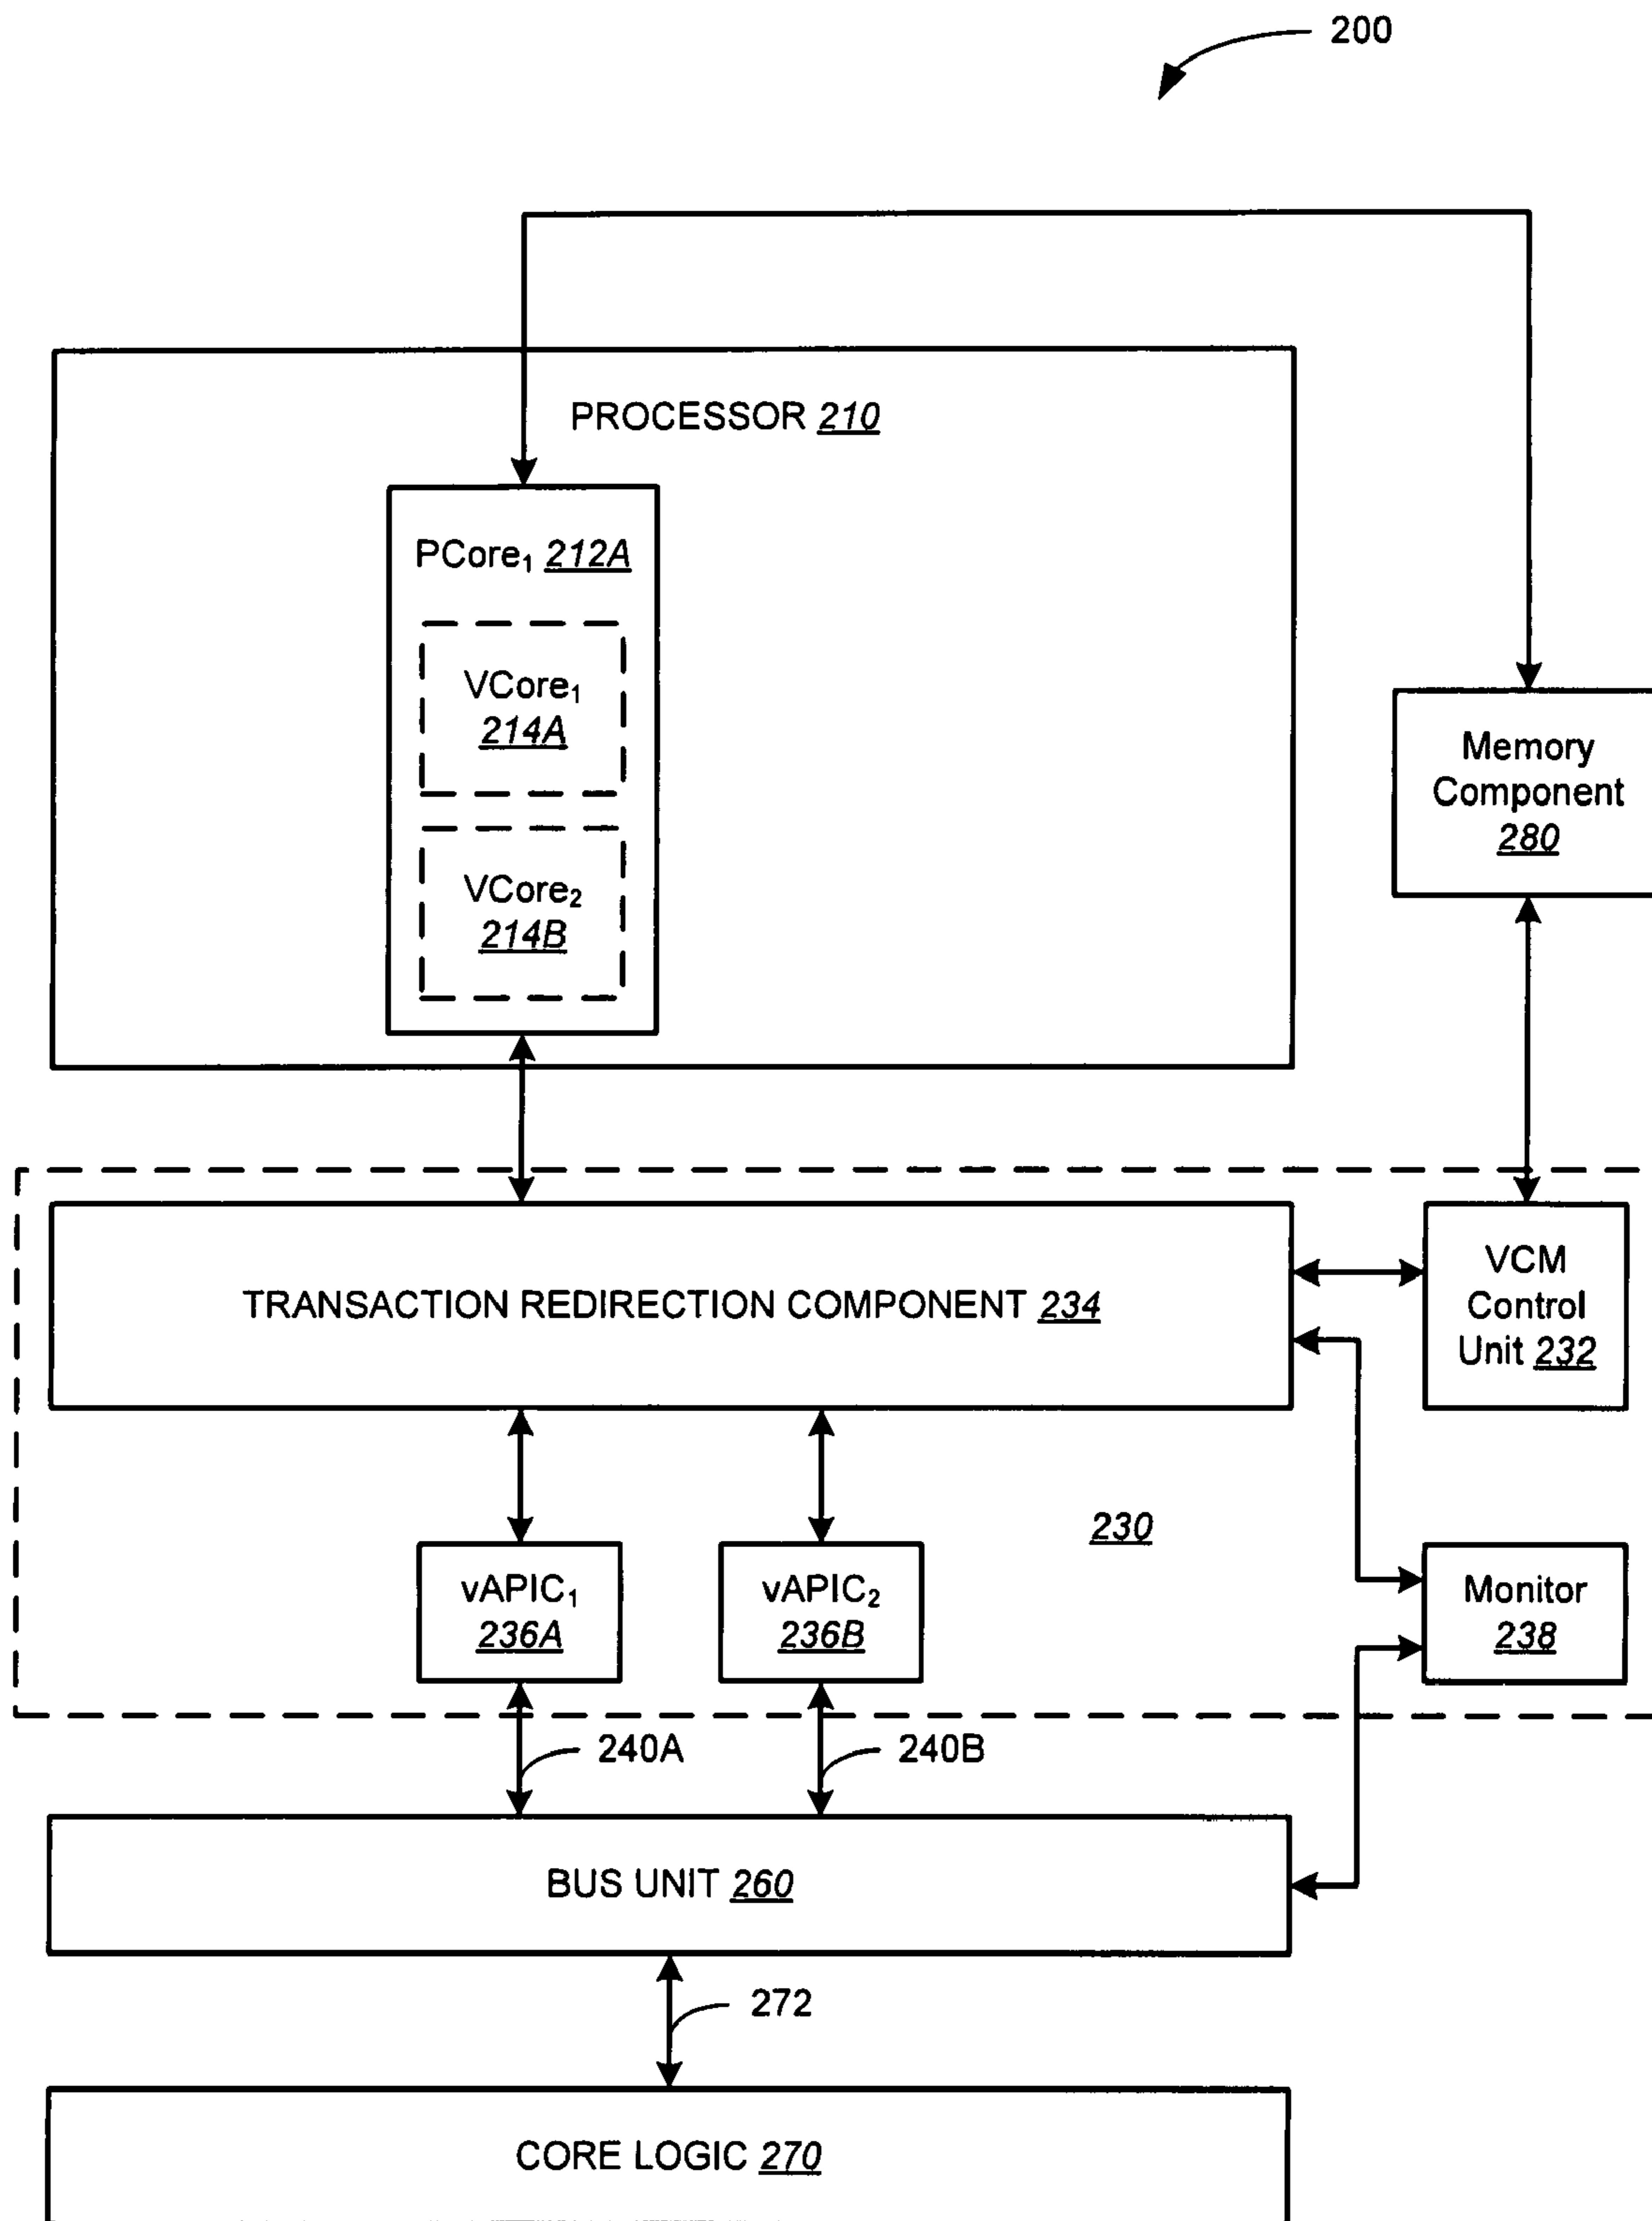 200
PROCESSOR 210
PCore₁ 212A
VCore₁
214A
VCore₂
214B
Memory
Component
280
TRANSACTION REDIRECTION COMPONENT 234
VCM
Control
Unit 232
230
vAPIC₁
236A
vAPIC₂
236B
Monitor
238
240A
240B
BUS UNIT 260
272
CORE LOGIC 270